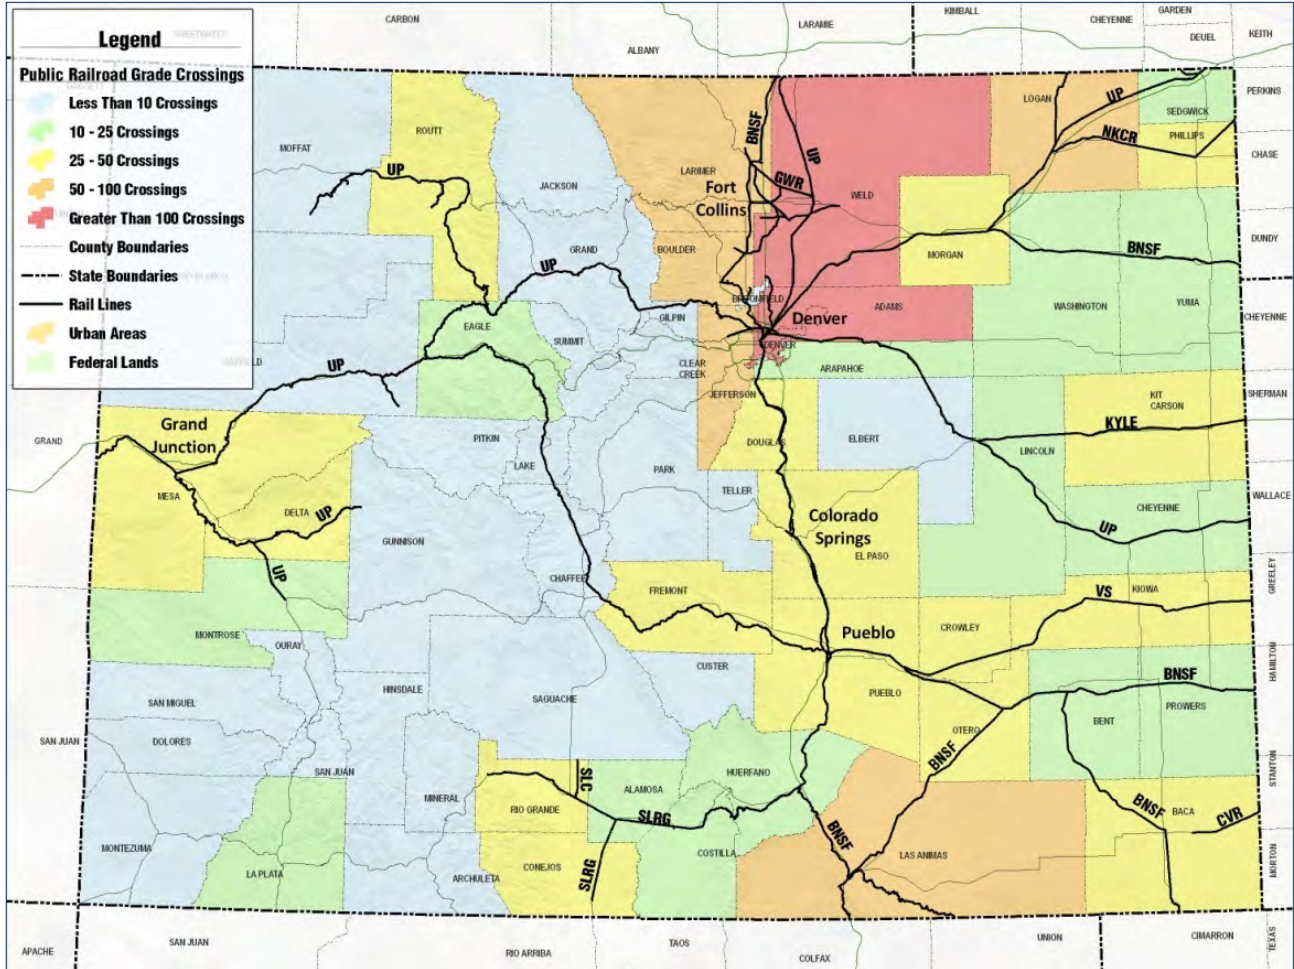 CARBON
LARAMIE
KIMBALL
CHEYENNE
GARDEN
DEUEL
KEITH
ALBANY
Legend
SWEETWATER
Public Railroad Grade Crossings
Less Than 10 Crossings
10 - 25 Crossings
25 - 50 Crossings
50 - 100 Crossings
Greater Than 100 Crossings
County Boundaries
State Boundaries
Rail Lines
Urban Areas
Federal Lands
PERKINS
CHASE
DUNDY
CHEYENNE
SHERMAN
WALLACE
GREELEY
HAMILTON
STANTON
MORTON
TEXAS
MOFFAT
ROUTT
UP
JACKSON
LARIMER
Fort
Collins
BNSF
UP
GWR
WELD
LOGAN
UP
NKCR
SEDGWICK
PHILLIPS
GRAND
BOULDER
MORGAN
BNSF
WASHINGTON
YUMA
UP
EAGLE
SUMMIT
GILPIN
BROOMFIELD
Denver
ADAMS
DENVER
ARAPAHOE
CLEAR
CREEK
JEFFERSON
GARFIELD
UP
Grand
Junction
GRAND
PITKIN
LAKE
PARK
DOUGLAS
ELBERT
KIT
CARSON
KYLE
LINCOLN
MESA
DELTA
UP
TELLER
Colorado
Springs
CHEYENNE
UP
GUNNISON
EL PASO
UP
CHAFFEE
FREMONT
VS
KIOWA
MONTROSE
OURAY
Pueblo
CROWLEY
HINSDALE
SAGUACHE
CUSTER
PUEBLO
BNSF
SAN MIGUEL
OTERO
BENT
PROWERS
SAN JUAN
DOLORES
SAN JUAN
BNSF
MINERAL
SLC
ALAMOSA
HUERFANO
RIO GRANDE
SLRG
BNSF
BNSF
BACA
CVR
MONTEZUMA
LA PLATA
ARCHULETA
CONEJOS
SLRG
COSTILLA
LAS ANIMAS
APACHE
SAN JUAN
RIO ARRIBA
TAOS
COLFAX
UNION
CIMARRON